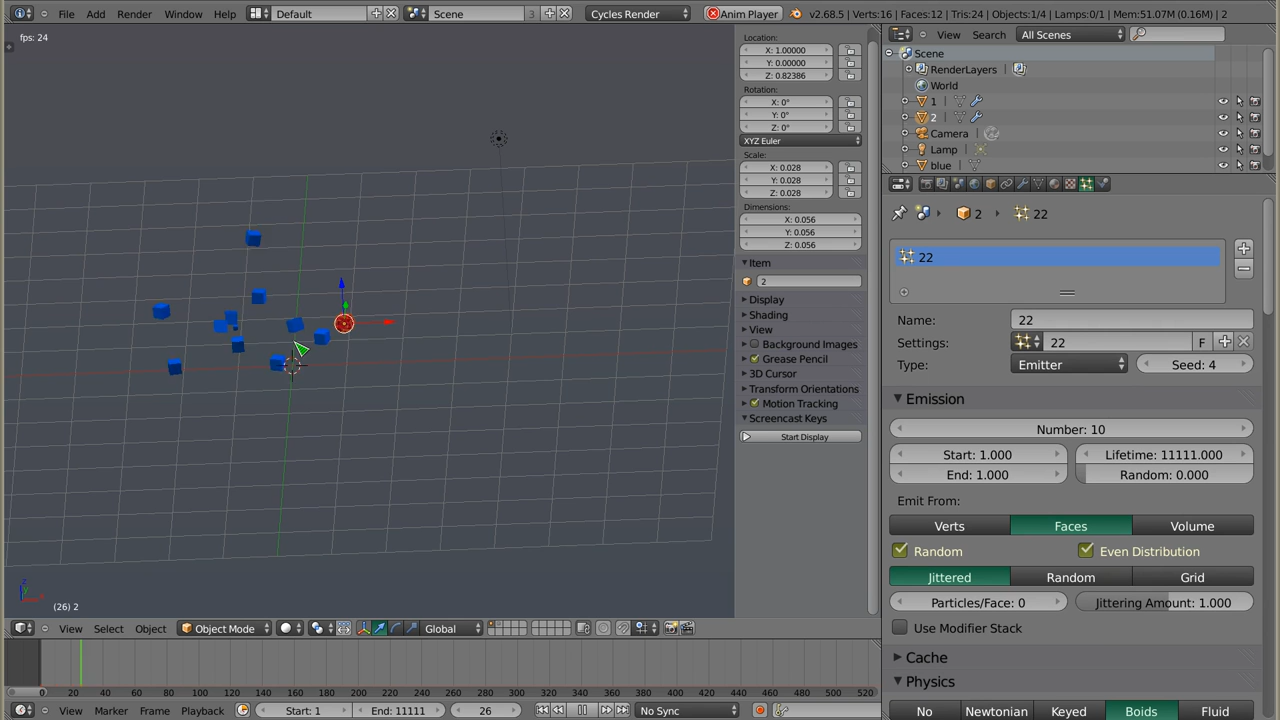 File Add Render Window Help Default Scene 3 Cycles Render Anim Player v2.68.5 | Verts:16 | Faces:12 | Tris:24 | Objects:1/4 | Lamps:0/1 | Mem:51.07M (0.16M) | 2
fps: 24
(26) 2
View Select Object Object Mode Global
0 20 40 60 80 100 120 140 160 180 200 220 240 260 280 300 320 340 360 380 400 420 440 460 480 500 520
View Marker Frame Playback Start: 1 End: 11111 26 No Sync
Location:
X: 1.00000
Y: 0.00000
Z: 0.82386
Rotation:
X: 0°
Y: 0°
Z: 0°
XYZ Euler
Scale:
X: 0.028
Y: 0.028
Z: 0.028
Dimensions:
X: 0.056
Y: 0.056
Z: 0.056
Item
2
Display
Shading
View
Background Images
Grease Pencil
3D Cursor
Transform Orientations
Motion Tracking
Screencast Keys
Start Display
View Search All Scenes
Scene
RenderLayers |
World
1 |
2 |
Camera |
Lamp |
blue |
2 22
22
Name: 22
Settings: 22 F
Type: Emitter Seed: 4
Emission
Number: 10
Start: 1.000 Lifetime: 11111.000
End: 1.000 Random: 0.000
Emit From:
Verts Faces Volume
Random Even Distribution
Jittered Random Grid
Particles/Face: 0 Jittering Amount: 1.000
Use Modifier Stack
Cache
Physics
No Newtonian Keyed Boids Fluid